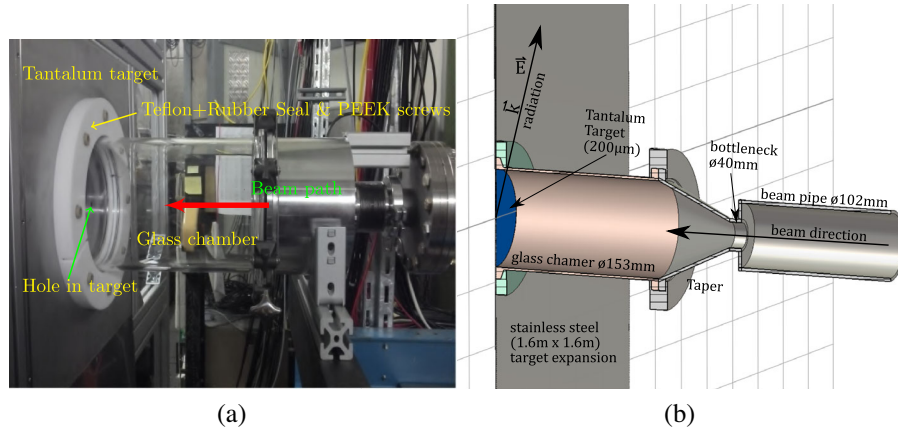 Tantalum target
Teflon+Rubber Seal & PEEK screws
Beam path
Glass chamber
Hole in target
(a)
E
k
radiation
Tantalum
Target
(200μm)
bottleneck
ø40mm
beam pipe ø102mm
beam direction
glass chamer ø153mm
Taper
stainless steel
(1.6m x 1.6m)
target expansion
(b)